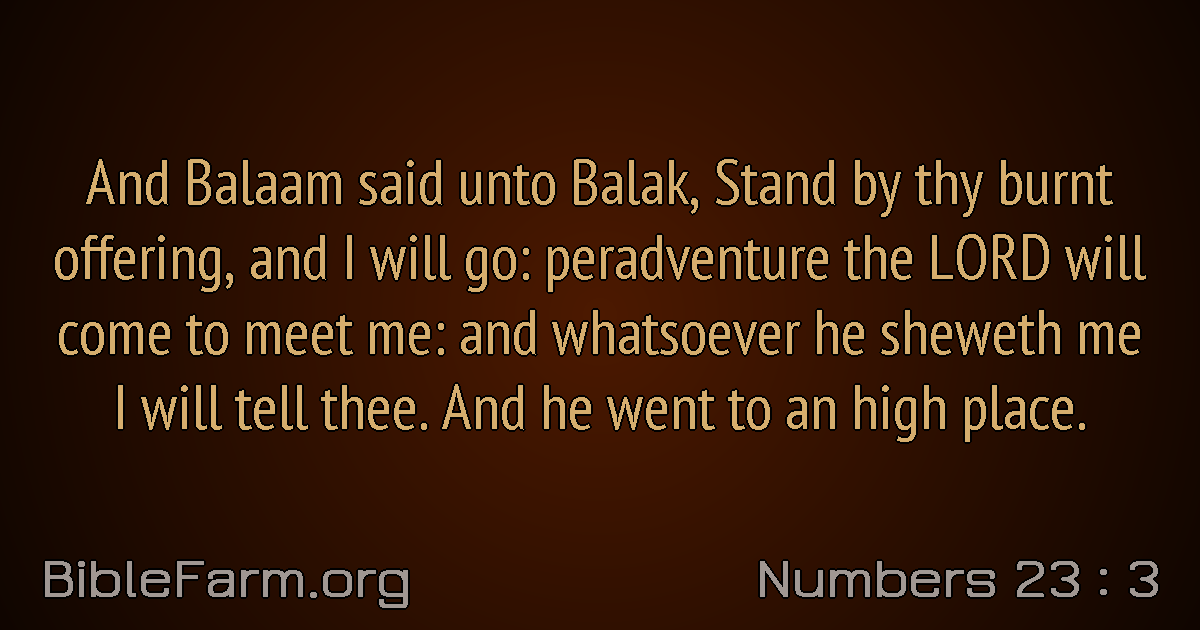 And Balaam said unto Balak, Stand by thy burnt
offering, and I will go: peradventure the LORD will
come to meet me: and whatsoever he sheweth me
I will tell thee. And he went to an high place.
BibleFarm.org
Numbers 23 : 3